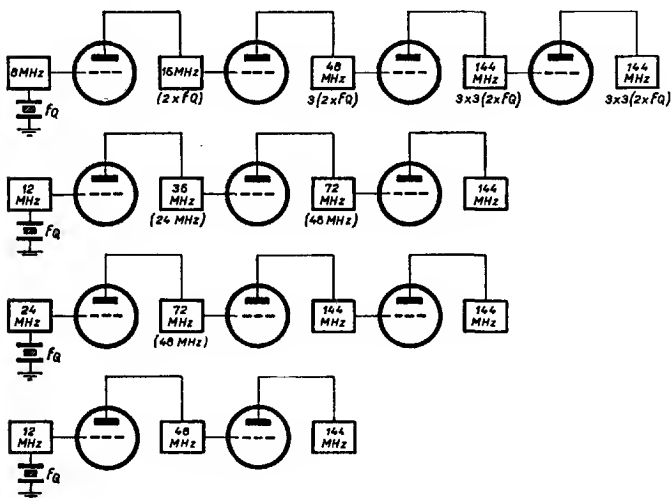 8MHz
16MHz
48
MHz
144
MHz
144
MHz
fQ
(2xfQ)
3(2xfQ)
3x3(2xfQ)
3x3(2xfQ)
12
MHz
36
MHz
72
MHz
144
MHz
fQ
(24 MHz)
(48 MHz)
24
MHz
72
MHz
144
MHz
144
MHz
fQ
(48 MHz)
12
MHz
48
MHz
144
MHz
fQ